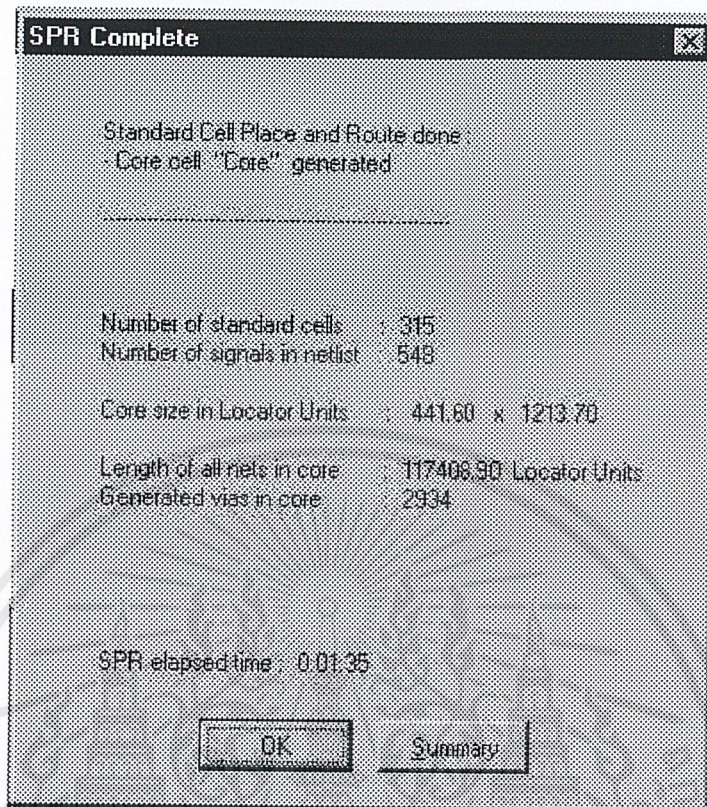 SPR Complete
Standard Cell Place and Route done :
- Core cell "Core" generated
Number of standard cells : 315
Number of signals in netlist : 548
Core size in Locator Units : 441.60 x 1213.70
Length of all nets in core : 117408.90 Locator Units
Generated vias in core : 2934
SPR elapsed time : 0:01:35
OK Summary